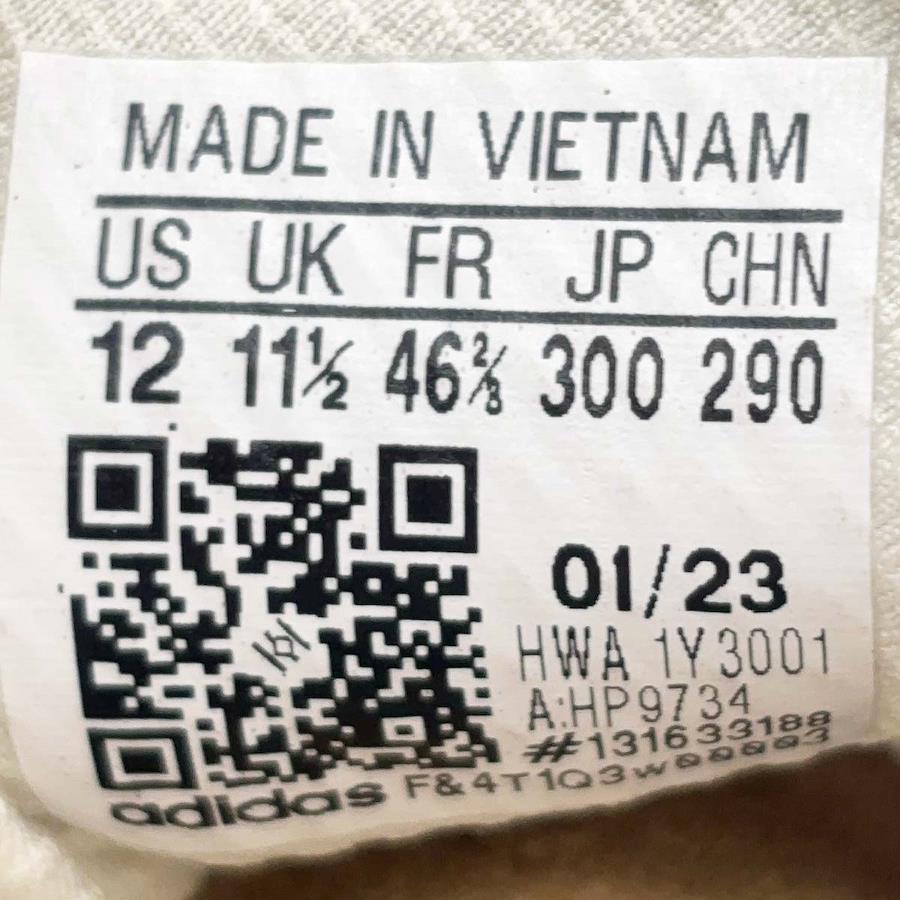 MADE IN VIETNAM
US UK FR JP CHN
12 11½ 46⅔ 300 290
01/23
HWA 1Y3001
A:HP9734
#131633188
adidas F&4T1Q3W00003